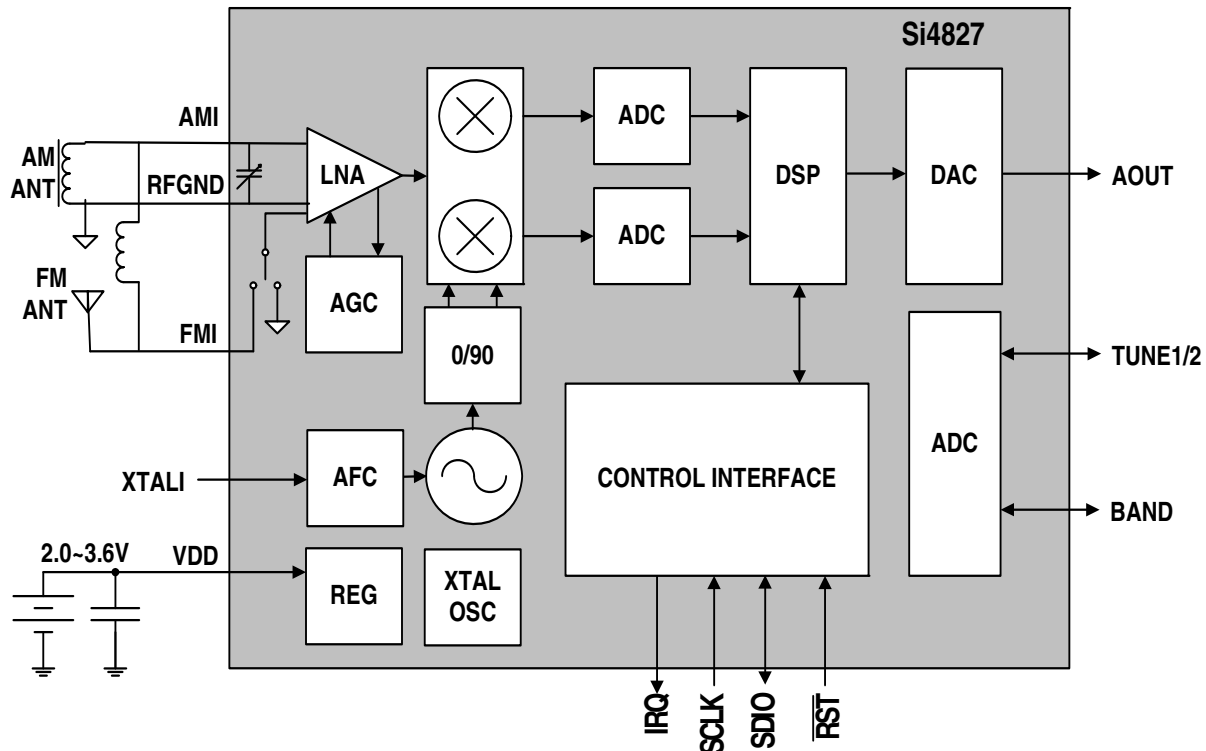 Si4827
AMI
AM
ANT
RFGND
LNA
ADC
DSP
DAC
AOUT
ADC
FM
ANT
FMI
AGC
0/90
TUNE1/2
ADC
BAND
XTALI
AFC
CONTROL INTERFACE
2.0~3.6V
VDD
REG
XTAL
OSC
IRQ
SCLK
SDIO
RST